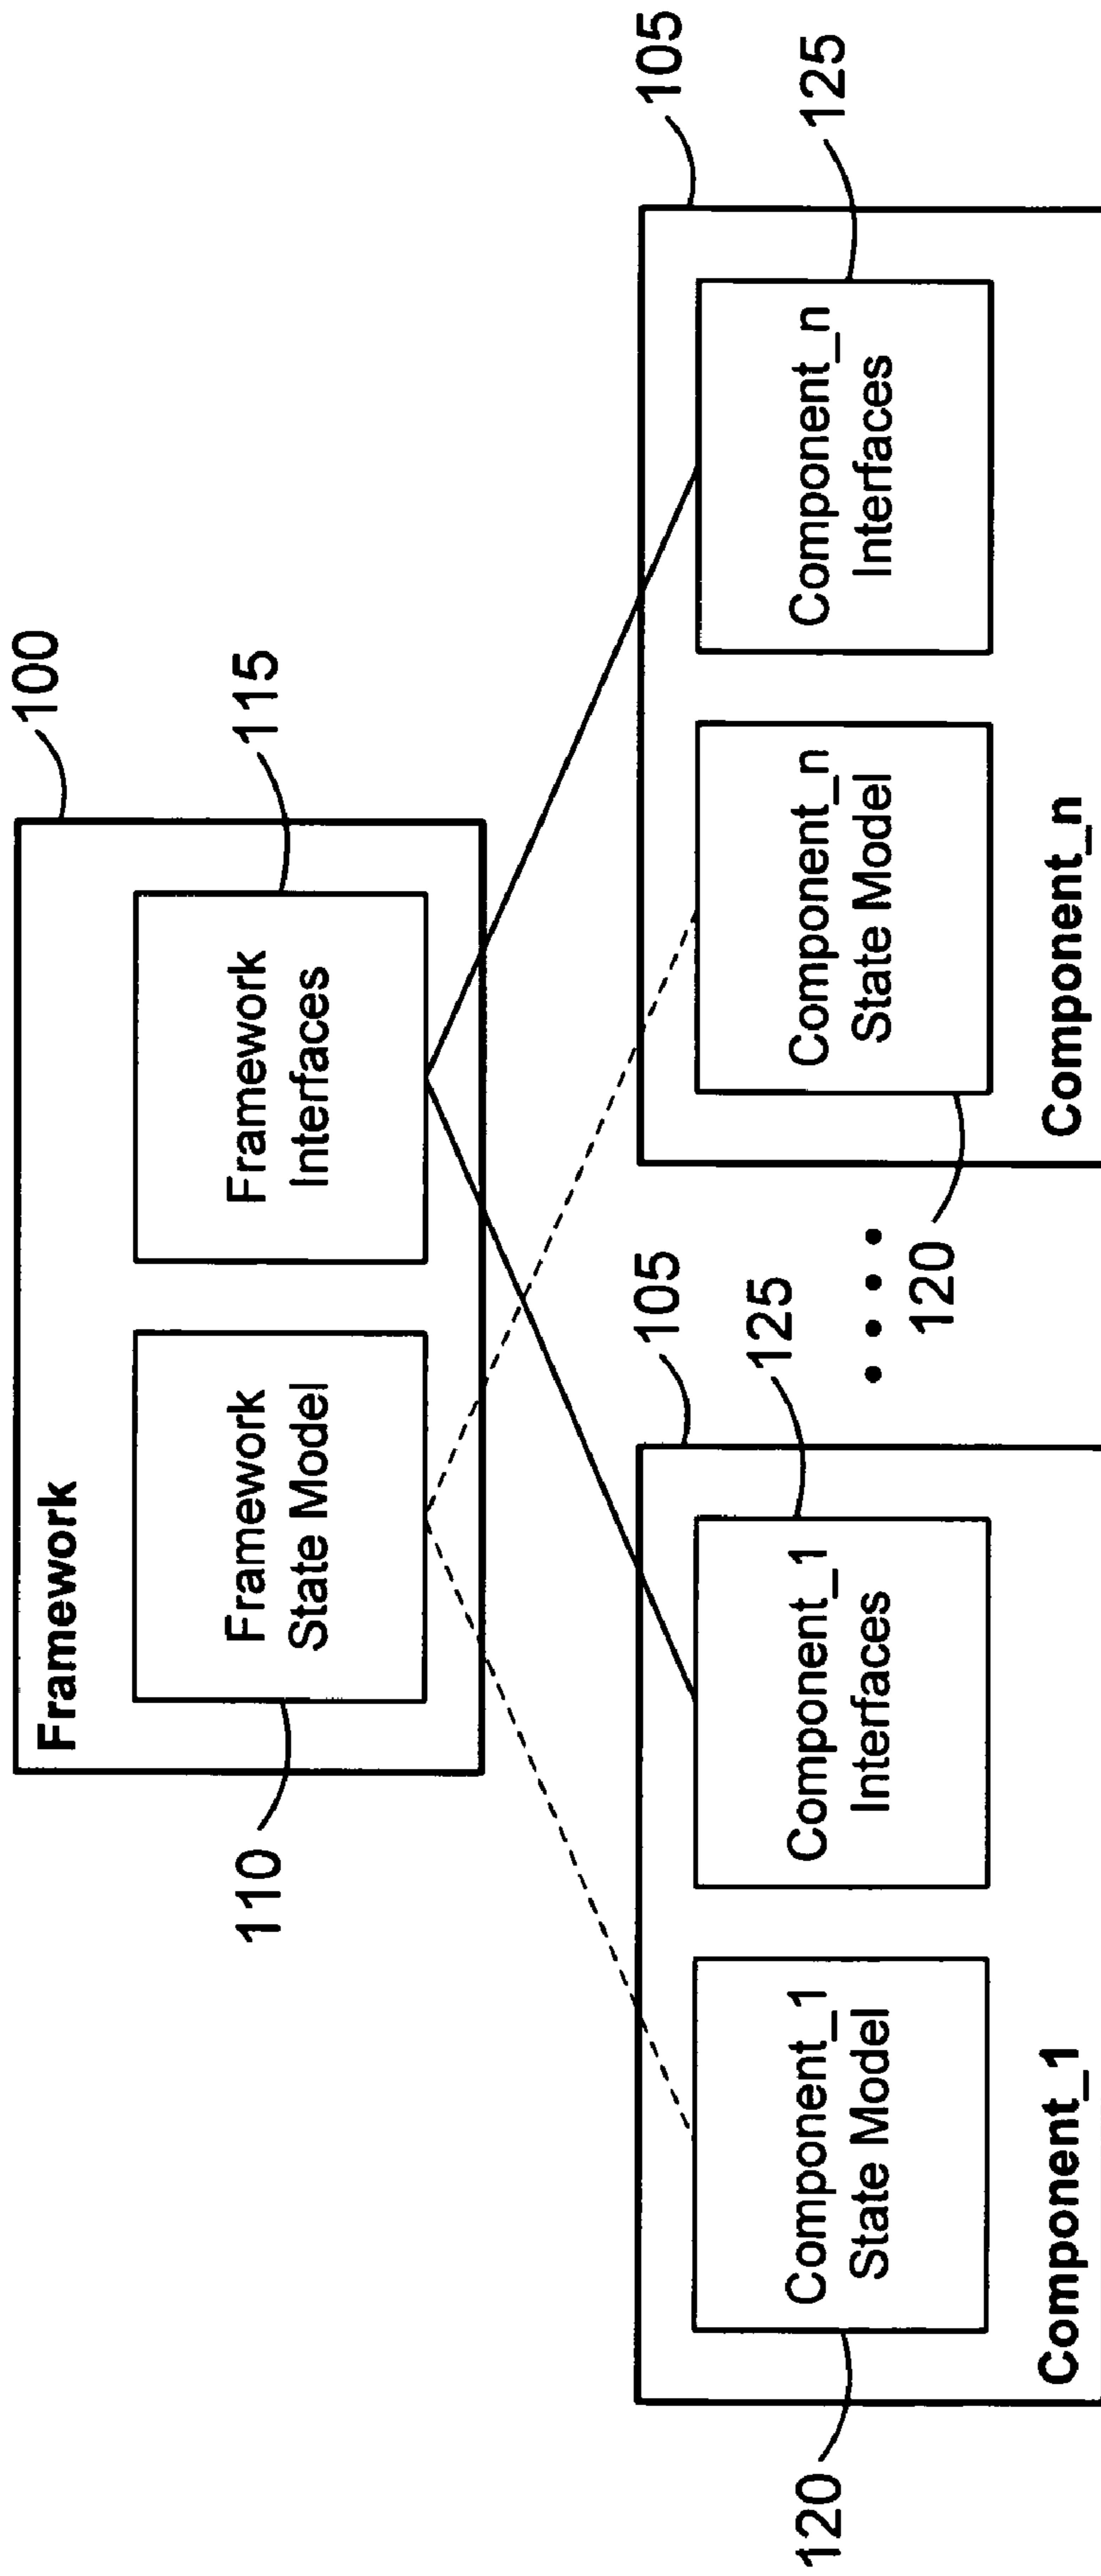 100
Framework
115
Framework
State Model
Framework
Interfaces
110
105
105
125
125
Component_1
State Model
Component_1
Interfaces
Component_n
State Model
Component_n
Interfaces
120
120
Component_1
Component_n